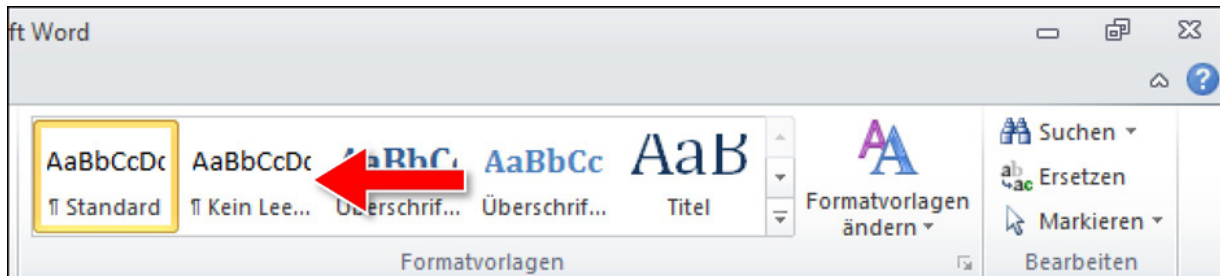 ft Word
AaBbCcDc AaBbCcDc AaBbCc AaBbCc AaB
¶ Standard ¶ Kein Lee... Überschrif... Überschrif... Titel
Formatvorlagen
ändern
Formatvorlagen
Suchen
Ersetzen
Markieren
Bearbeiten